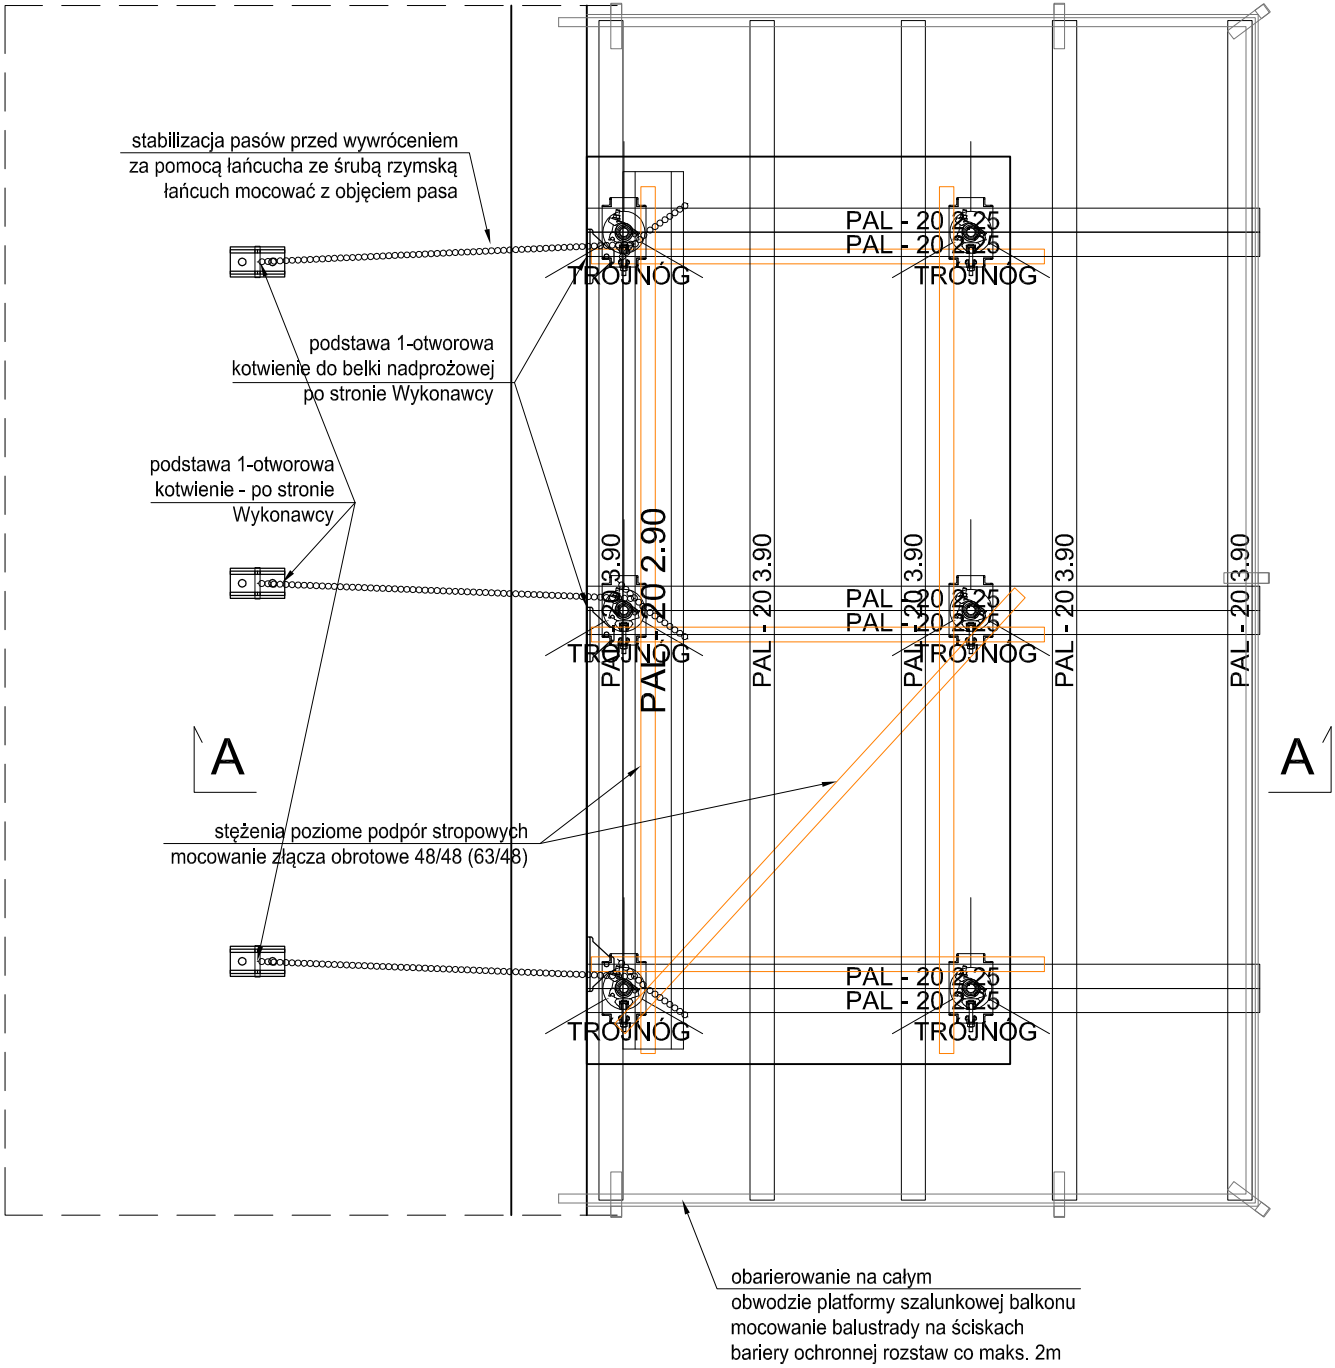 stabilizacja pasów przed wywróceniem
za pomocą łańcucha ze śrubą rzymską
łańcuch mocować z objęciem pasa
PAL - 20 2.25
PAL - 20 2.25
TRÓJNÓG
TRÓJNÓG
podstawa 1-otworowa
kotwienie do belki nadprożowej
po stronie Wykonawcy
podstawa 1-otworowa
kotwienie - po stronie
Wykonawcy
PAL - 20 3.90
PAL - 20 2.90
PAL - 20 3.90
PAL - 20 3.90
PAL - 20 3.90
PAL - 20 3.90
PAL - 20 2.25
PAL - 20 2.25
TRÓJNÓG
TRÓJNÓG
A
A
stężenia poziome podpór stropowych
mocowanie złącza obrotowe 48/48 (63/48)
PAL - 20 2.25
PAL - 20 2.25
TRÓJNÓG
TRÓJNÓG
obarierowanie na całym
obwodzie platformy szalunkowej balkonu
mocowanie balustrady na ściskach
bariery ochronnej rozstaw co maks. 2m